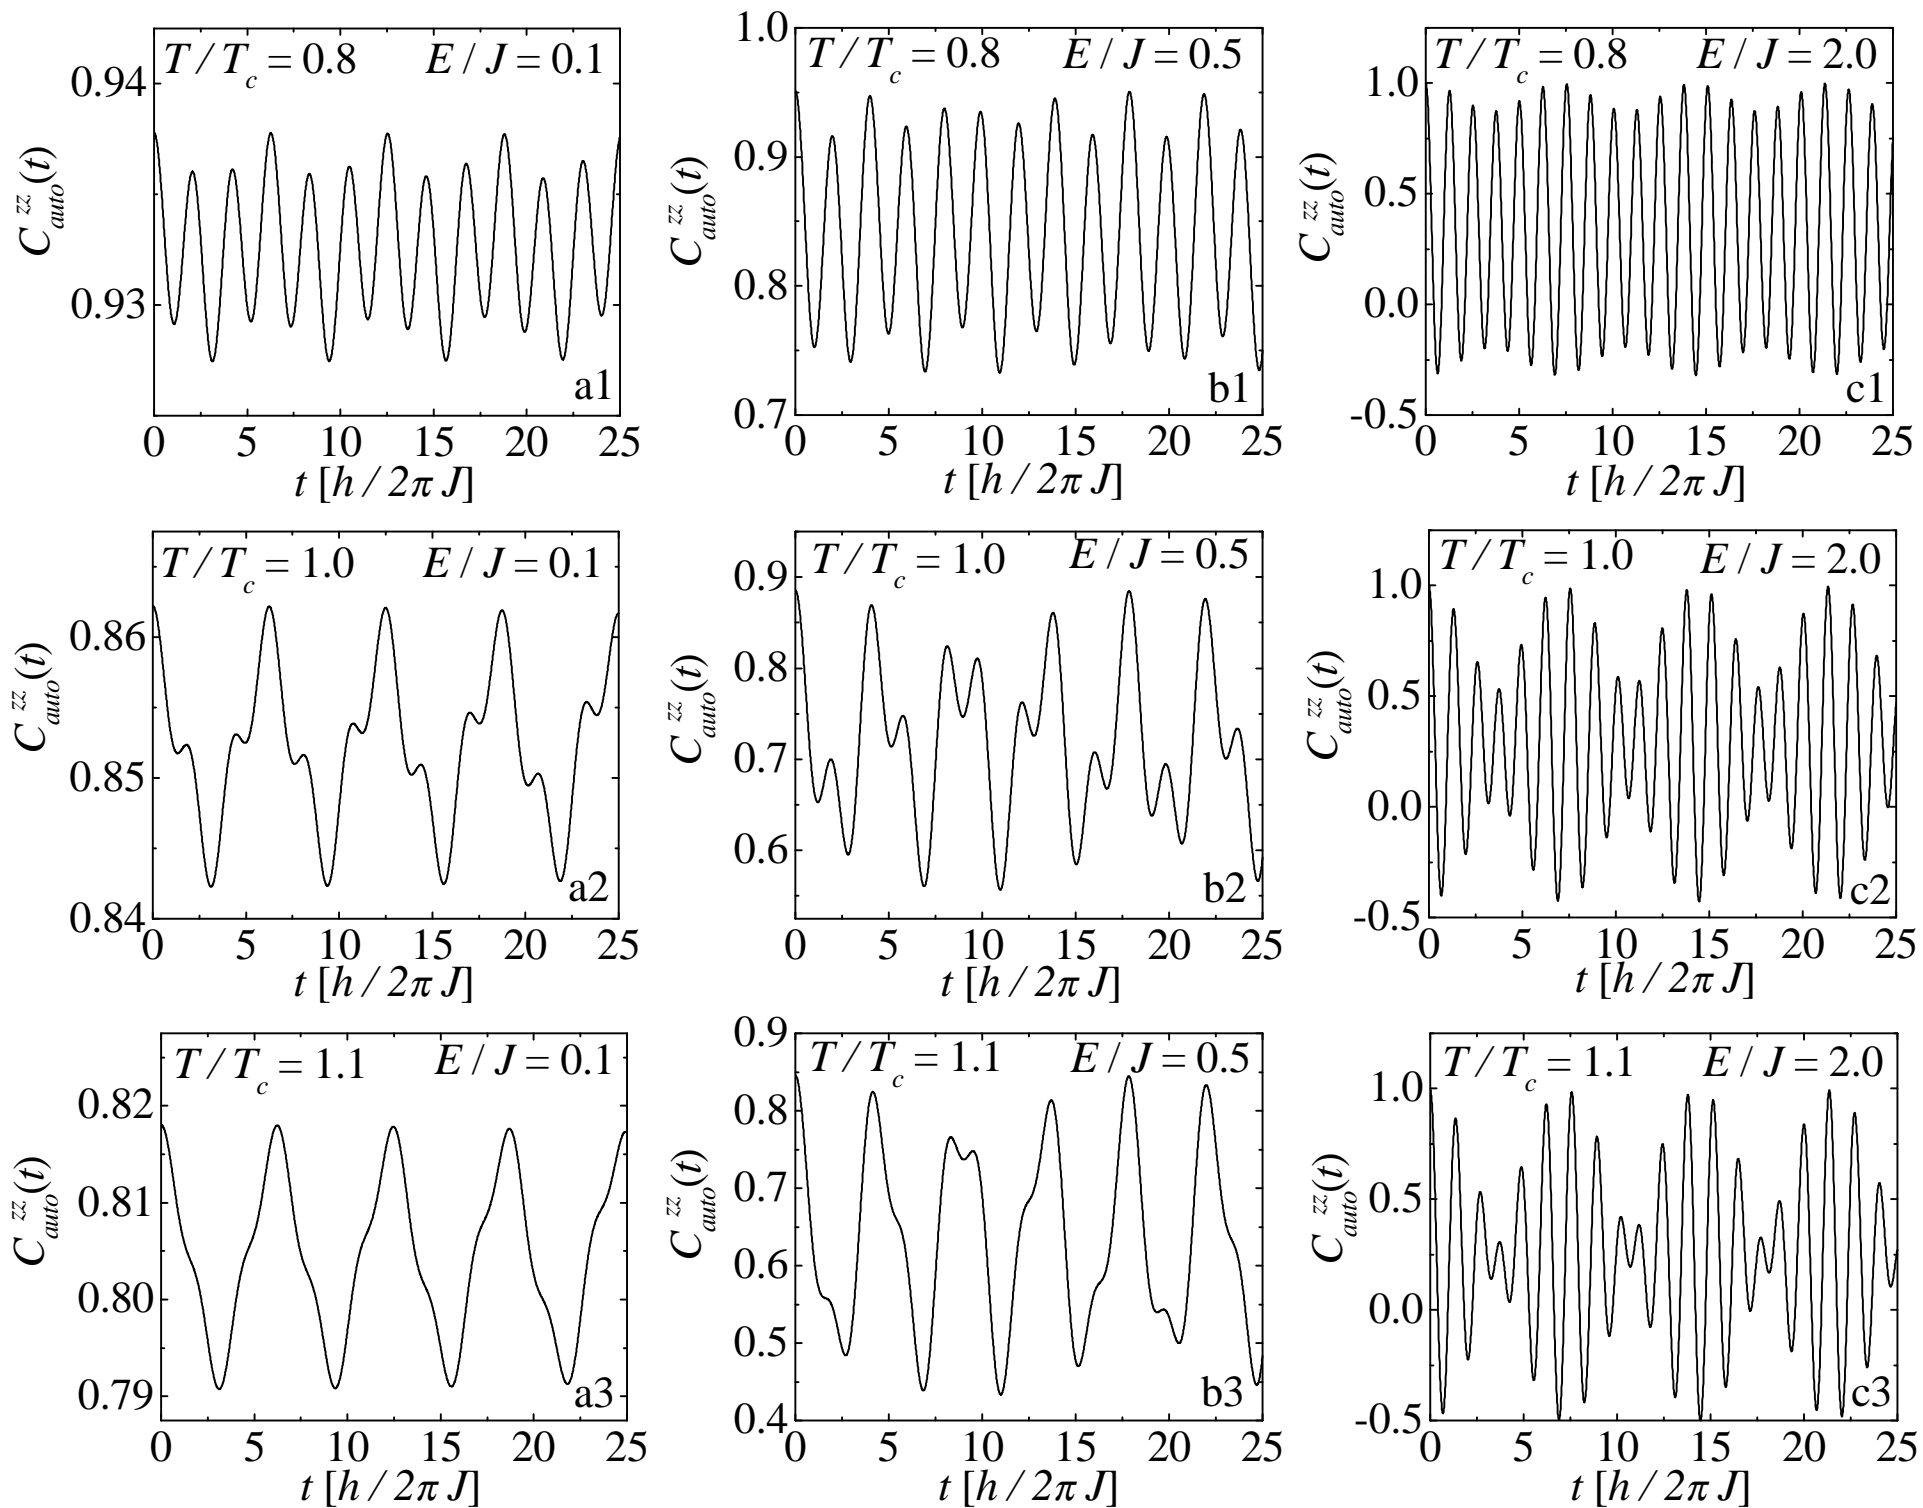 T/T_c = 0.8 E/J = 0.1
0.94
0.93
C_auto^zz(t)
a1
0 5 10 15 20 25
t [h/2π J]
T/T_c = 0.8 E/J = 0.5
1.0
0.9
0.8
0.7
C_auto^zz(t)
b1
0 5 10 15 20 25
t [h/2π J]
T/T_c = 0.8 E/J = 2.0
1.0
0.5
0.0
-0.5
C_auto^zz(t)
c1
0 5 10 15 20 25
t [h/2π J]
T/T_c = 1.0 E/J = 0.1
0.86
0.85
0.84
C_auto^zz(t)
a2
0 5 10 15 20 25
t [h/2π J]
T/T_c = 1.0 E/J = 0.5
0.9
0.8
0.7
0.6
C_auto^zz(t)
b2
0 5 10 15 20 25
t [h/2π J]
T/T_c = 1.0 E/J = 2.0
1.0
0.5
0.0
-0.5
C_auto^zz(t)
c2
0 5 10 15 20 25
t [h/2π J]
T/T_c = 1.1 E/J = 0.1
0.82
0.81
0.80
0.79
C_auto^zz(t)
a3
0 5 10 15 20 25
t [h/2π J]
T/T_c = 1.1 E/J = 0.5
0.9
0.8
0.7
0.6
0.5
0.4
C_auto^zz(t)
b3
0 5 10 15 20 25
t [h/2π J]
T/T_c = 1.1 E/J = 2.0
1.0
0.5
0.0
-0.5
C_auto^zz(t)
c3
0 5 10 15 20 25
t [h/2π J]